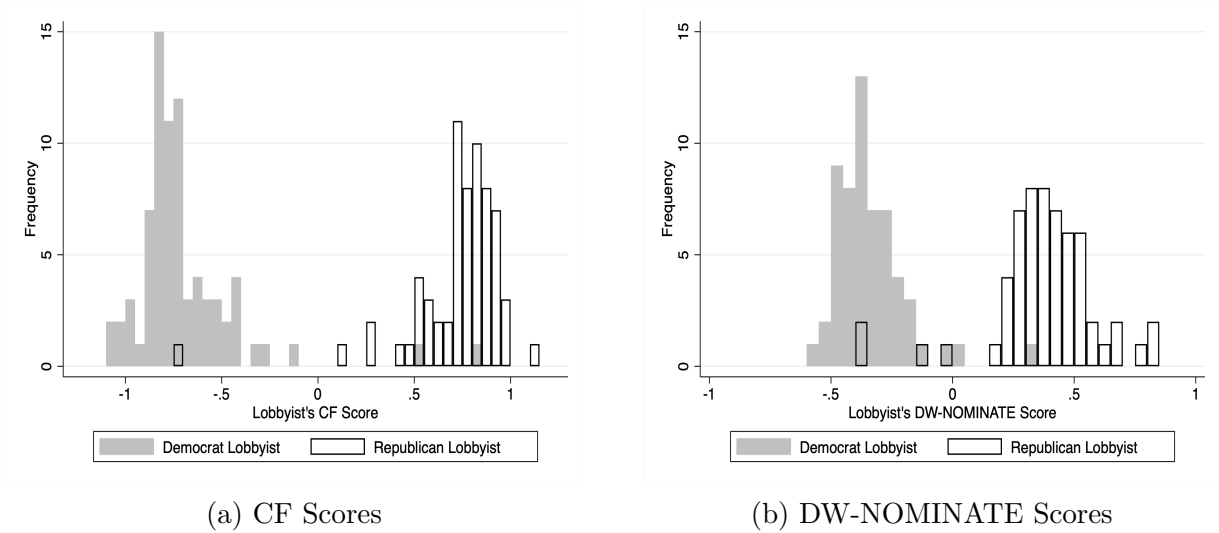 15
10
5
0
Frequency
-1
-.5
0
.5
1
Lobbyist's CF Score
Democrat Lobbyist
Republican Lobbyist
(a) CF Scores
15
10
5
0
Frequency
-1
-.5
0
.5
1
Lobbyist's DW-NOMINATE Score
Democrat Lobbyist
Republican Lobbyist
(b) DW-NOMINATE Scores